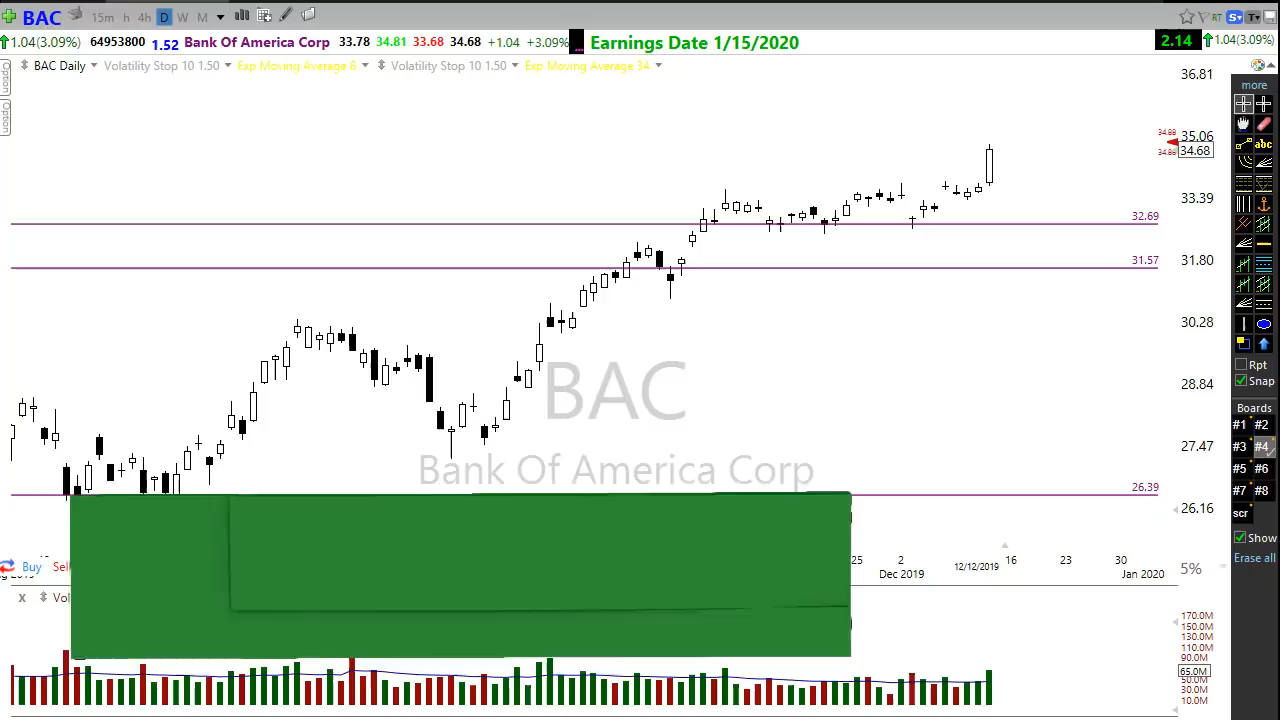 BAC 15m h 4h D W M RT S T
1.04(3.09%) 64953800 1.52 Bank Of America Corp 33.78 34.81 33.68 34.68 +1.04 +3.09% Earnings Date 1/15/2020 2.14 1.04(3.09%)
BAC Daily Volatility Stop 10 1.50 Exp Moving Average 8 Volatility Stop 10 1.50 Exp Moving Average 34
Option
Option
36.81
35.06
34.68
33.39
32.69
31.80
31.57
30.28
28.84
27.47
26.39
26.16
BAC
Bank Of America Corp
Buy
25 2 12/12/2019 16 23 30
Dec 2019 Jan 2020
5%
X
170.0M
150.0M
130.0M
110.0M
90.0M
65.0M
50.0M
30.0M
10.0M
more
abc
Rpt
Snap
Boards
#1 #2
#3 #4
#5 #6
#7 #8
scr
Show
Erase all